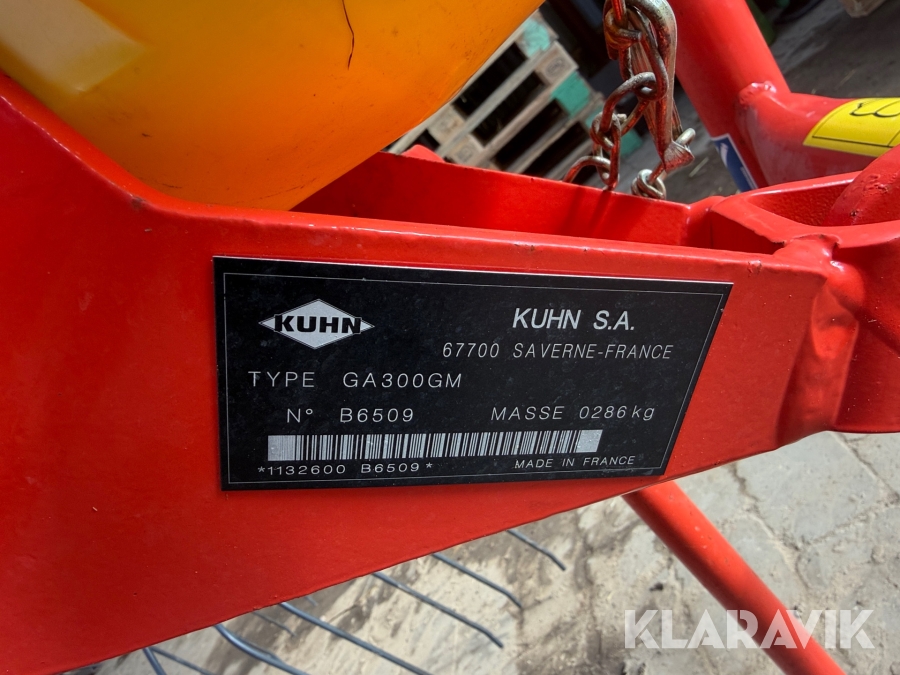 KUHN
KUHN S.A.
67700 SAVERNE-FRANCE
TYPE GA300GM
N° B6509 MASSE 0286 kg
*1132600 B6509*
MADE IN FRANCE
KLARAVIK